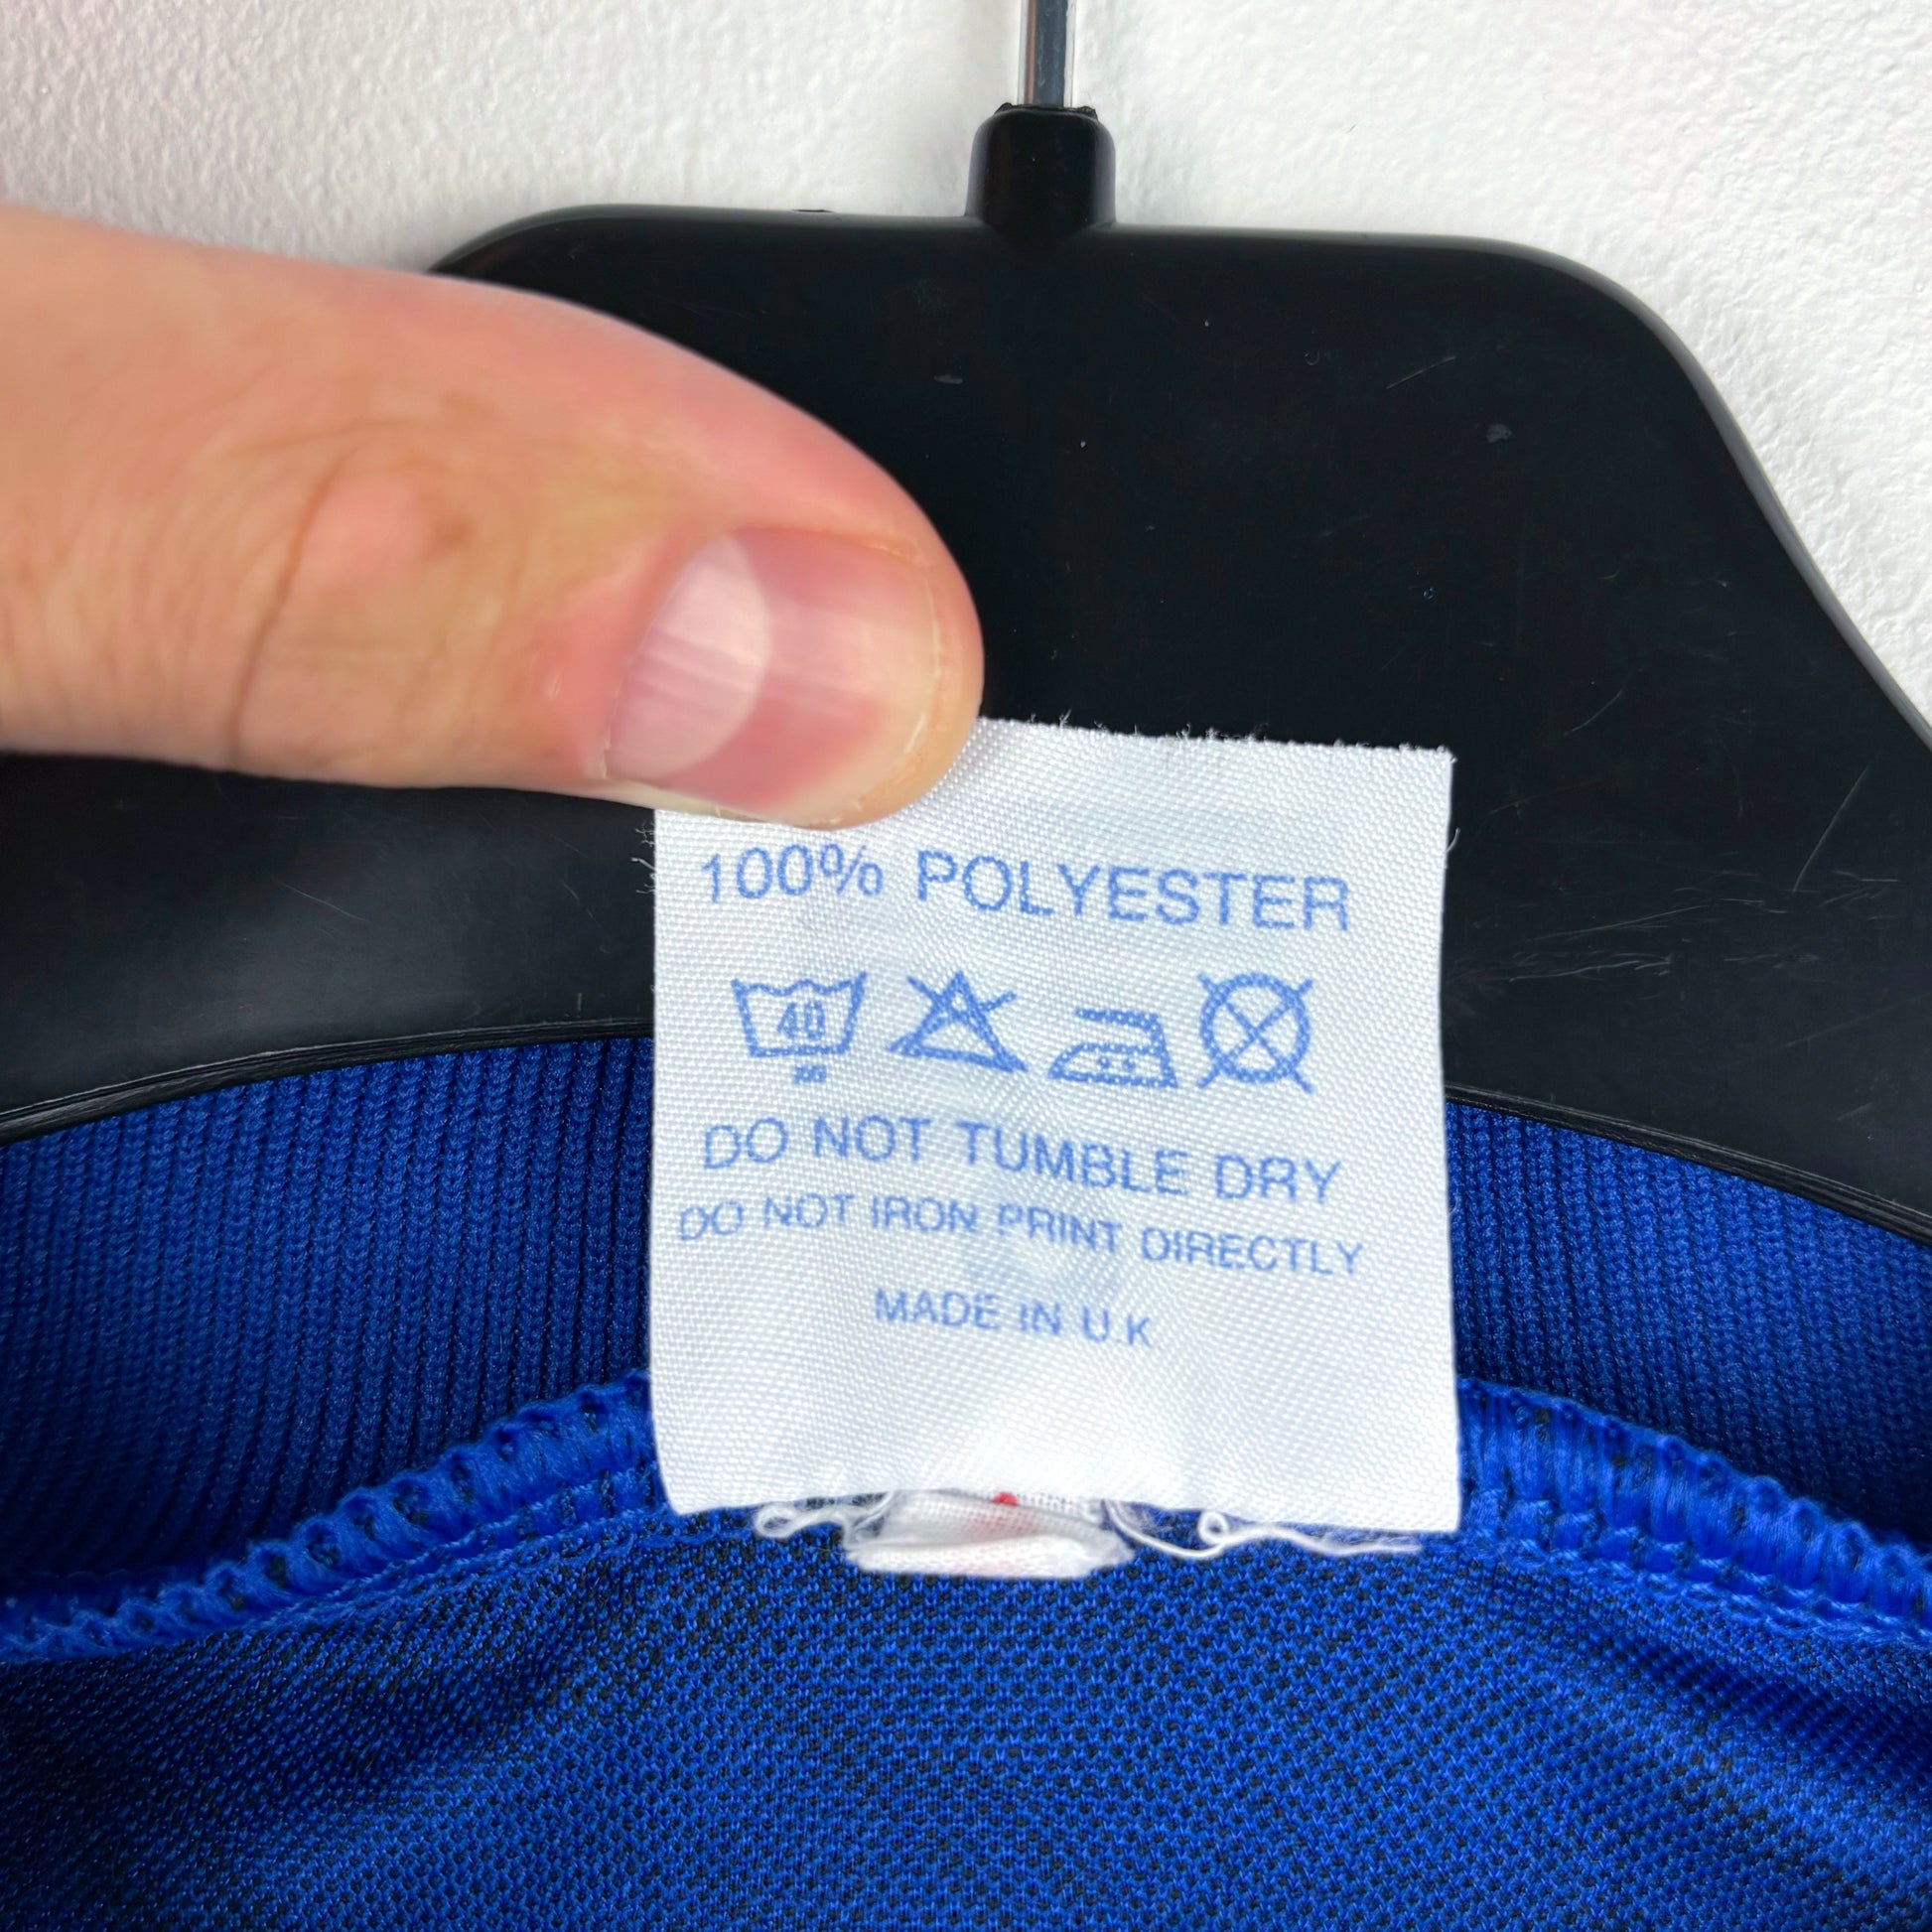 100% POLYESTER
40
DO NOT TUMBLE DRY
DO NOT IRON PRINT DIRECTLY
MADE IN U K